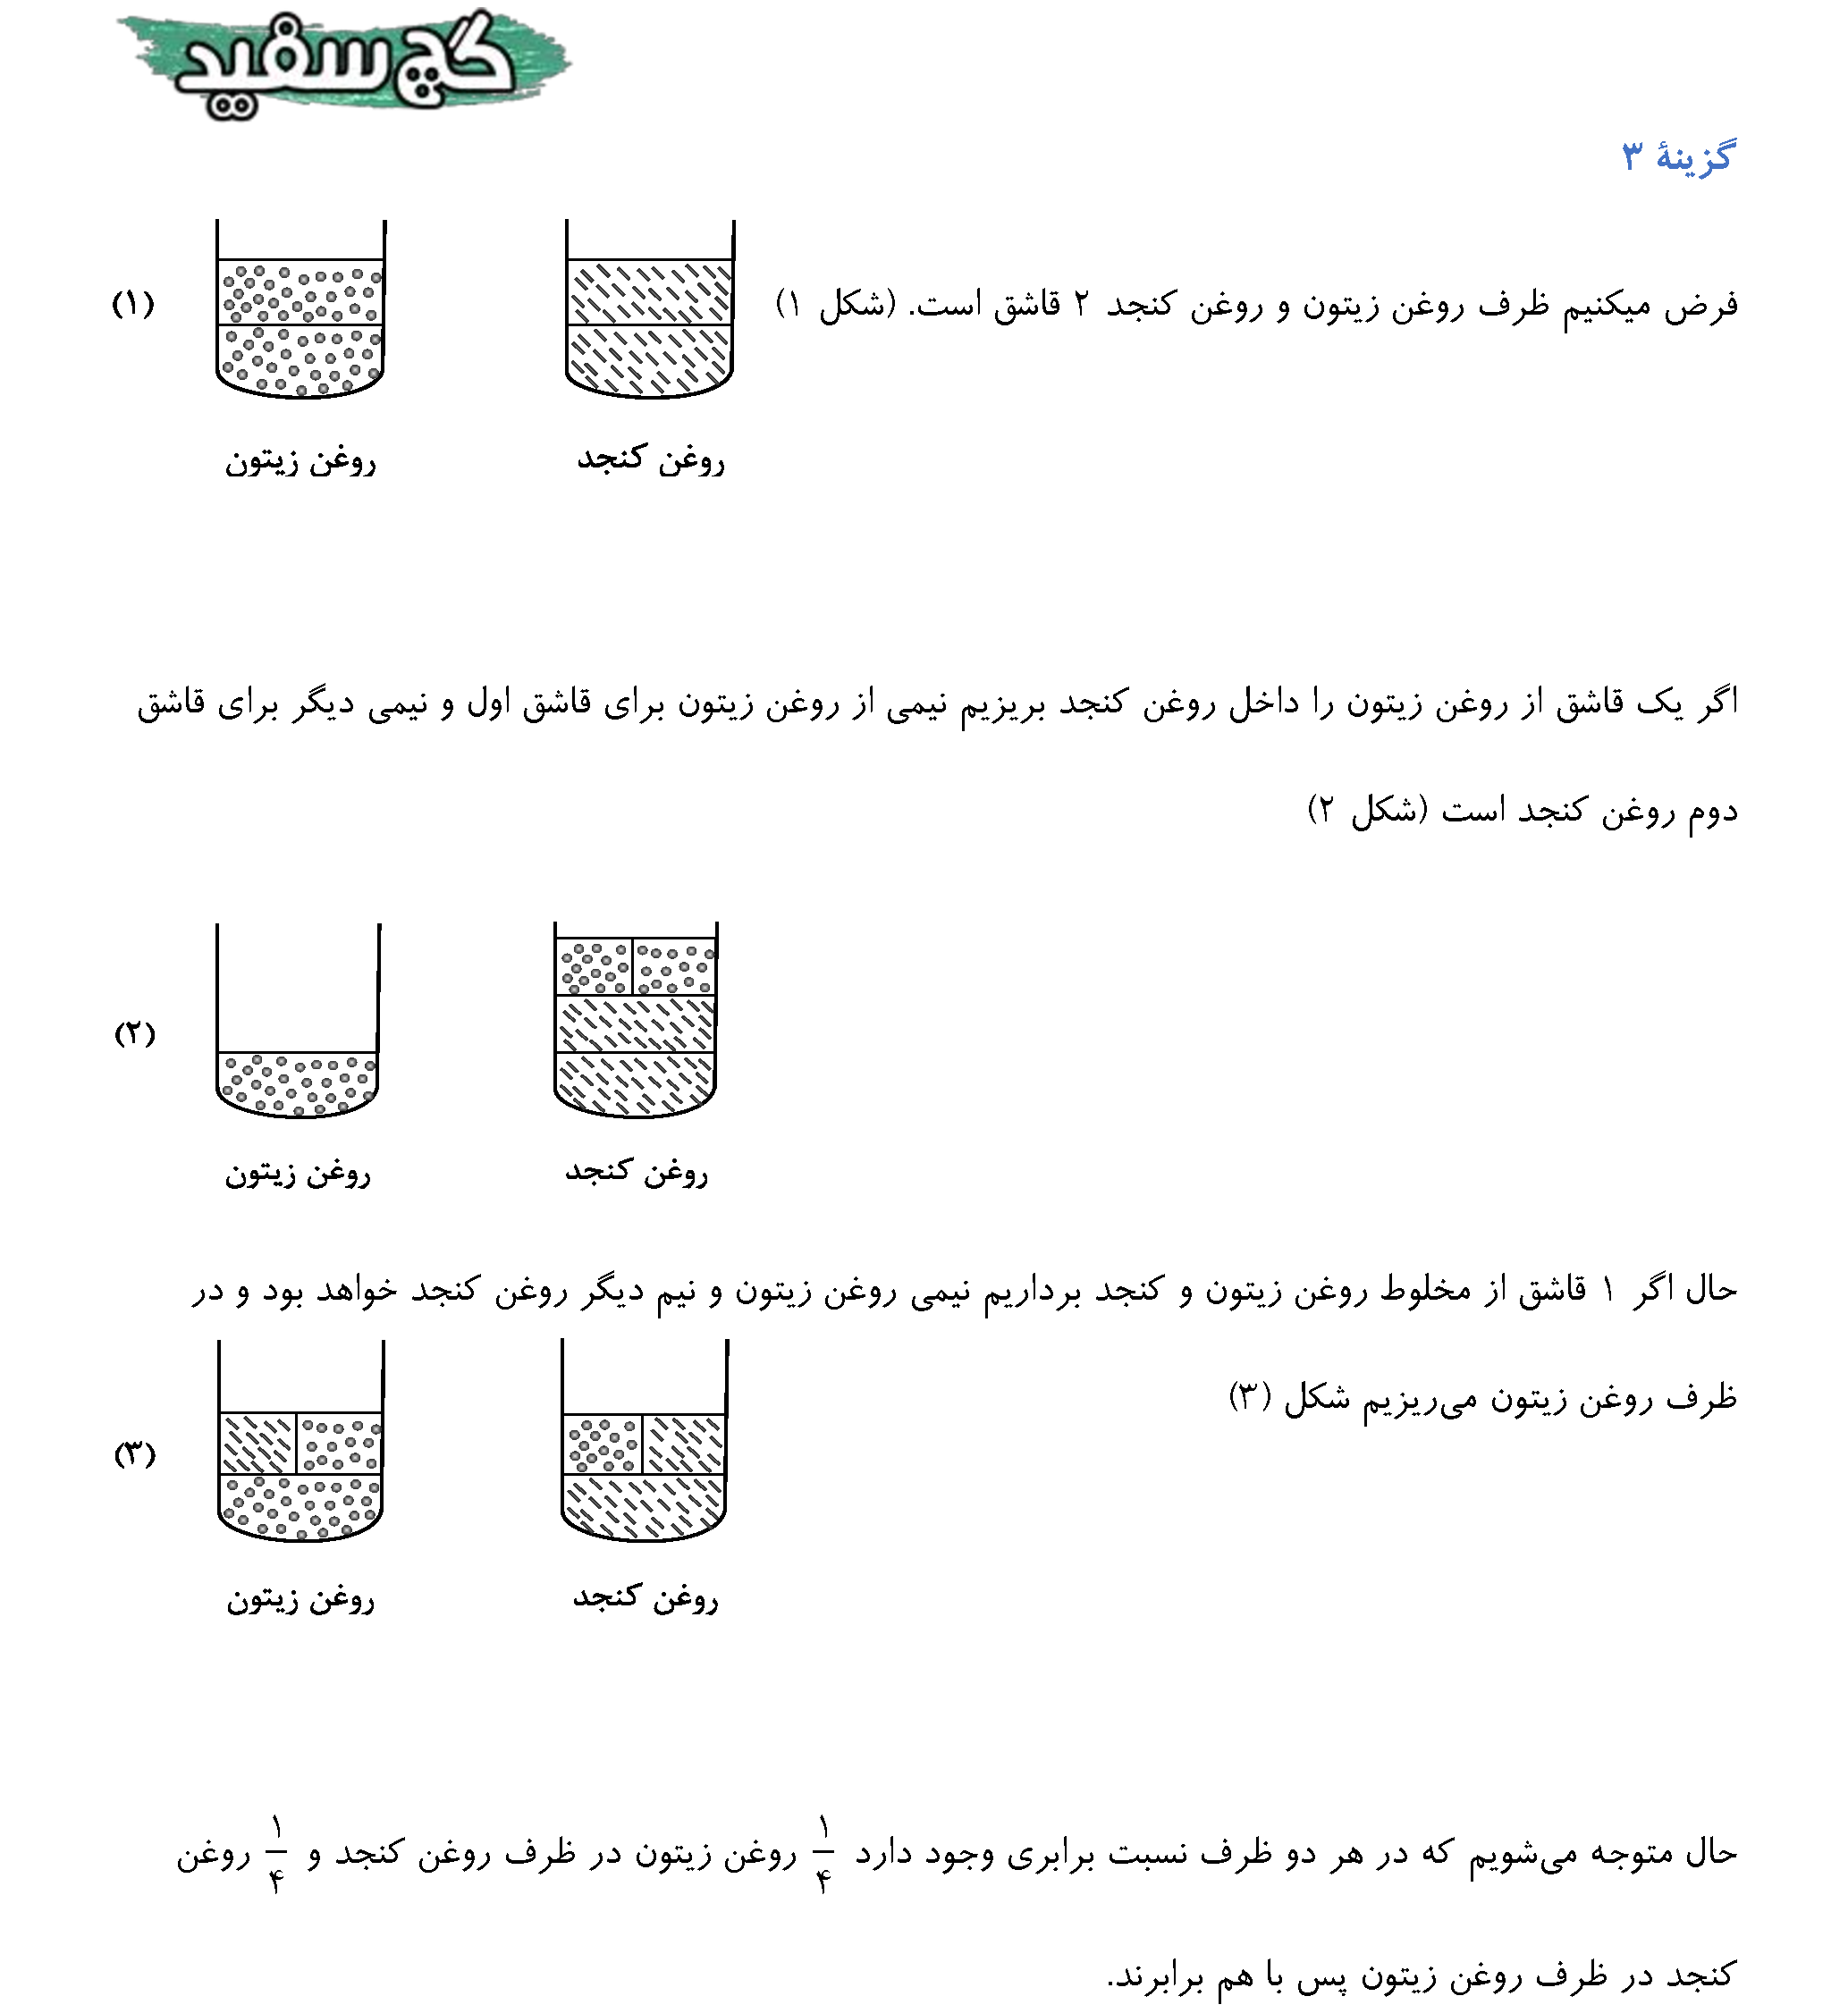 گچ سفید
گزینهٔ ۳
فرض میکنیم ظرف روغن زیتون و روغن کنجد ۲ قاشق است. (شکل ۱)
(۱)
روغن زیتون
روغن کنجد
اگر یک قاشق از روغن زیتون را داخل روغن کنجد بریزیم نیمی از روغن زیتون برای قاشق اول و نیمی دیگر برای قاشق
دوم روغن کنجد است (شکل ۲)
(۲)
روغن زیتون
روغن کنجد
حال اگر ۱ قاشق از مخلوط روغن زیتون و کنجد برداریم نیمی روغن زیتون و نیم دیگر روغن کنجد خواهد بود و در
ظرف روغن زیتون می‌ریزیم شکل (۳)
(۳)
روغن زیتون
روغن کنجد
حال متوجه می‌شویم که در هر دو ظرف نسبت برابری وجود دارد ۱/۴ روغن زیتون در ظرف روغن کنجد و ۱/۴ روغن
کنجد در ظرف روغن زیتون پس با هم برابرند.